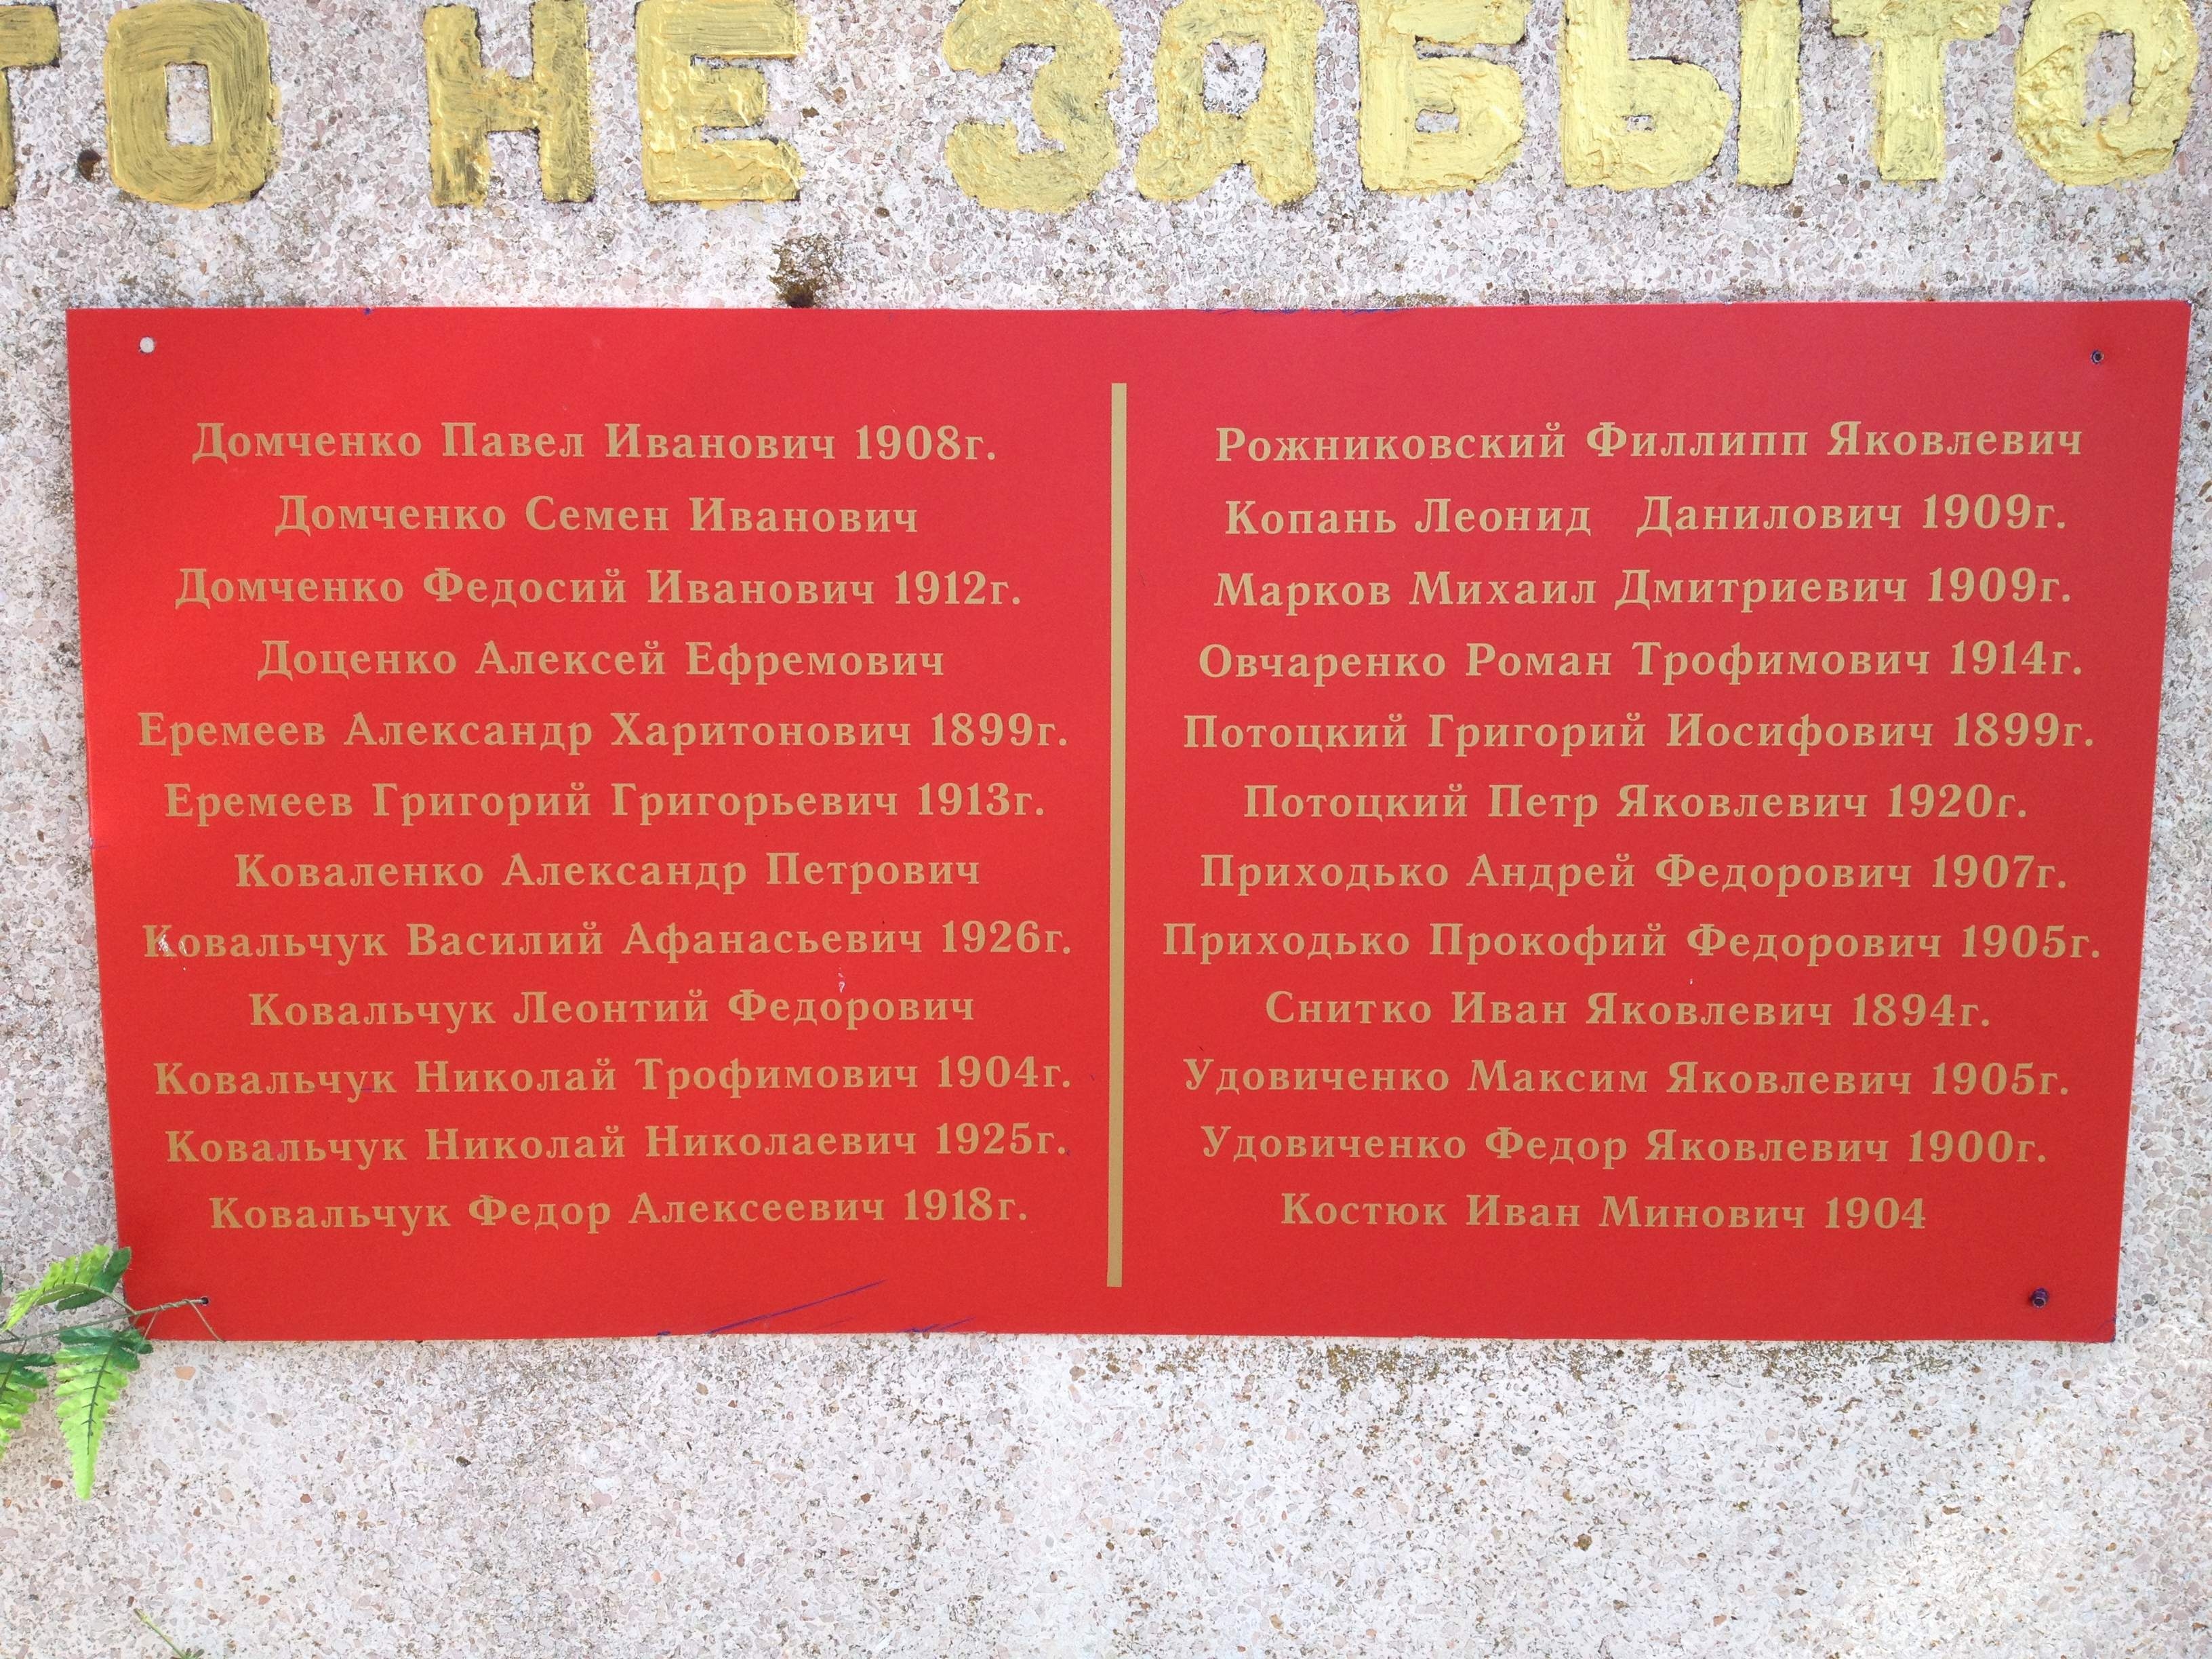 ТО НЕ ЗАБЫТО
Домченко Павел Иванович 1908г.
Домченко Семен Иванович
Домченко Федосий Иванович 1912г.
Доценко Алексей Ефремович
Еремеев Александр Харитонович 1899г.
Еремеев Григорий Григорьевич 1913г.
Коваленко Александр Петрович
Ковальчук Василий Афанасьевич 1926г.
Ковальчук Леонтий Федорович
Ковальчук Николай Трофимович 1904г.
Ковальчук Николай Николаевич 1925г.
Ковальчук Федор Алексеевич 1918г.
Рожниковский Филлипп Яковлевич
Копань Леонид Данилович 1909г.
Марков Михаил Дмитриевич 1909г.
Овчаренко Роман Трофимович 1914г.
Потоцкий Григорий Иосифович 1899г.
Потоцкий Петр Яковлевич 1920г.
Приходько Андрей Федорович 1907г.
Приходько Прокофий Федорович 1905г.
Снитко Иван Яковлевич 1894г.
Удовиченко Максим Яковлевич 1905г.
Удовиченко Федор Яковлевич 1900г.
Костюк Иван Минович 1904